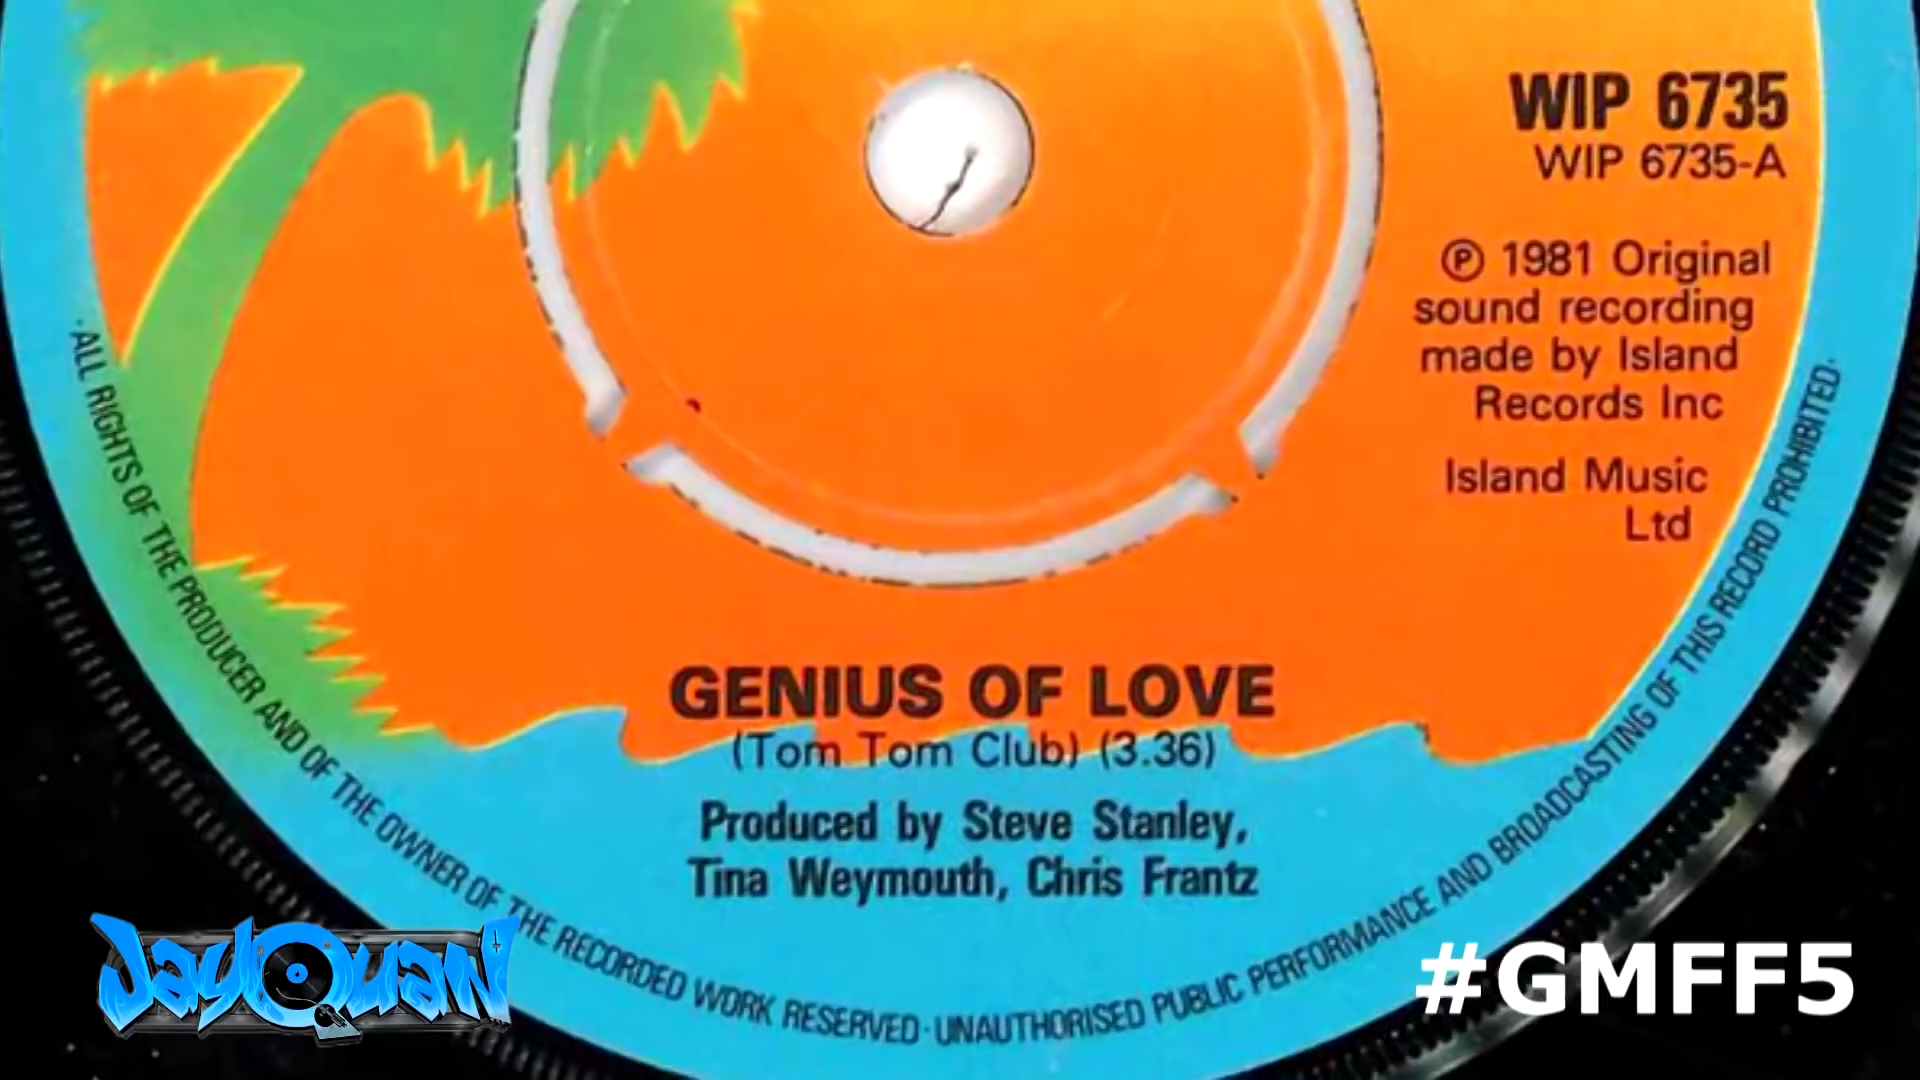 WIP 6735
WIP 6735-A
℗ 1981 Original
sound recording
made by Island
Records Inc
Island Music
Ltd
GENIUS OF LOVE
(Tom Tom Club) (3.36)
Produced by Steve Stanley,
Tina Weymouth, Chris Frantz
·ALL RIGHTS OF THE PRODUCER AND OF THE OWNER OF THE RECORDED WORK RESERVED·UNAUTHORISED PUBLIC PERFORMANCE AND BROADCASTING OF THIS RECORD PROHIBITED·
JayQuan
#GMFF5